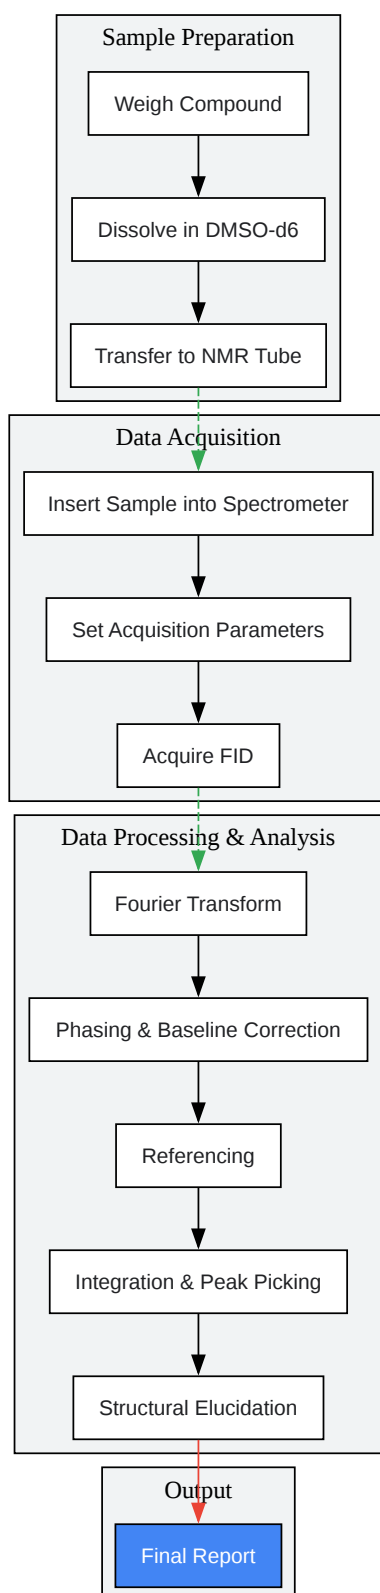 Sample Preparation
Weigh Compound
Dissolve in DMSO-d6
Transfer to NMR Tube
Data Acquisition
Insert Sample into Spectrometer
Set Acquisition Parameters
Acquire FID
Data Processing & Analysis
Fourier Transform
Phasing & Baseline Correction
Referencing
Integration & Peak Picking
Structural Elucidation
Output
Final Report